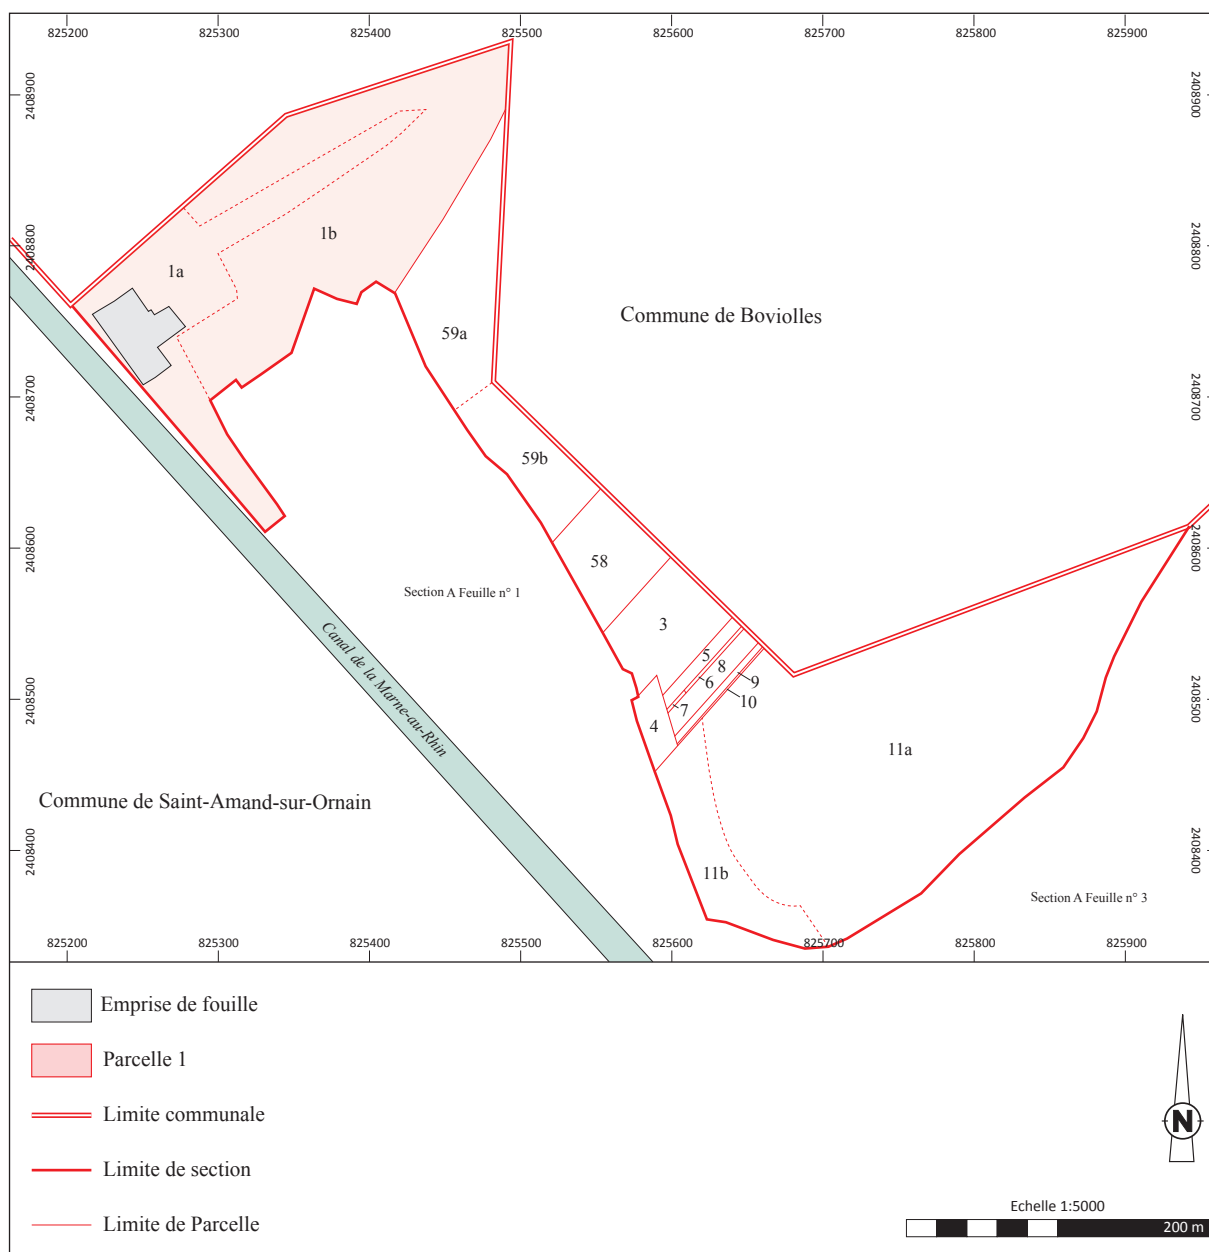 825200 825300 825400 825500 825600 825700 825800 825900
2408900 2408900
2408800 2408800
2408700 2408700
2408600 2408600
2408500 2408500
2408400 2408400
1b
1a
Commune de Boviolles
59a
59b
58
Section A Feuille n° 1
3
5
8
6
9
7
10
4
Canal de la Marne-au-Rhin
11a
Commune de Saint-Amand-sur-Ornain
11b
Section A Feuille n° 3
825200 825300 825400 825500 825600 825700 825800 825900
Emprise de fouille
Parcelle 1
Limite communale
Limite de section
Limite de Parcelle
N
Echelle 1:5000
200 m